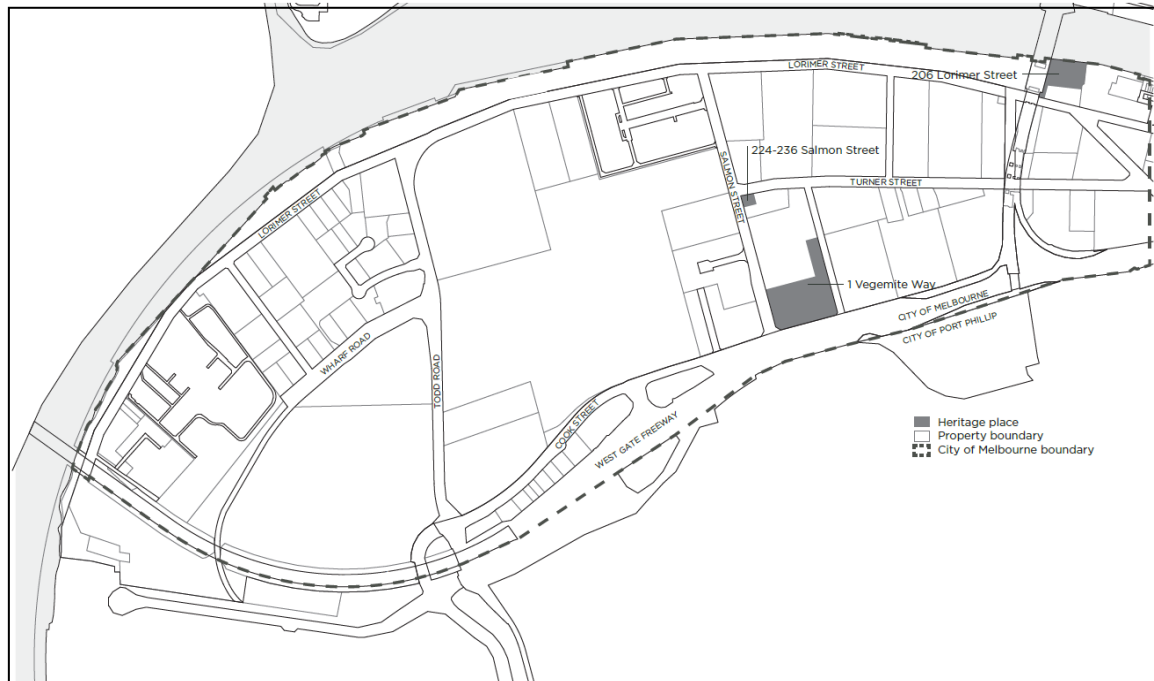 LORIMER STREET
206 Lorimer Street
224-236 Salmon Street
SALMON STREET
TURNER STREET
LORIMER STREET
1 Vegemite Way
CITY OF MELBOURNE
CITY OF PORT PHILLIP
WHARF ROAD
TODD ROAD
COOK STREET
WEST GATE FREEWAY
Heritage place
Property boundary
City of Melbourne boundary